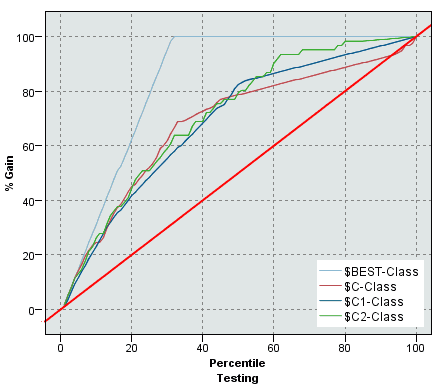 % Gain
100
80
60
40
20
0
0 20 40 60 80 100
Percentile
Testing
$BEST-Class
$C-Class
$C1-Class
$C2-Class